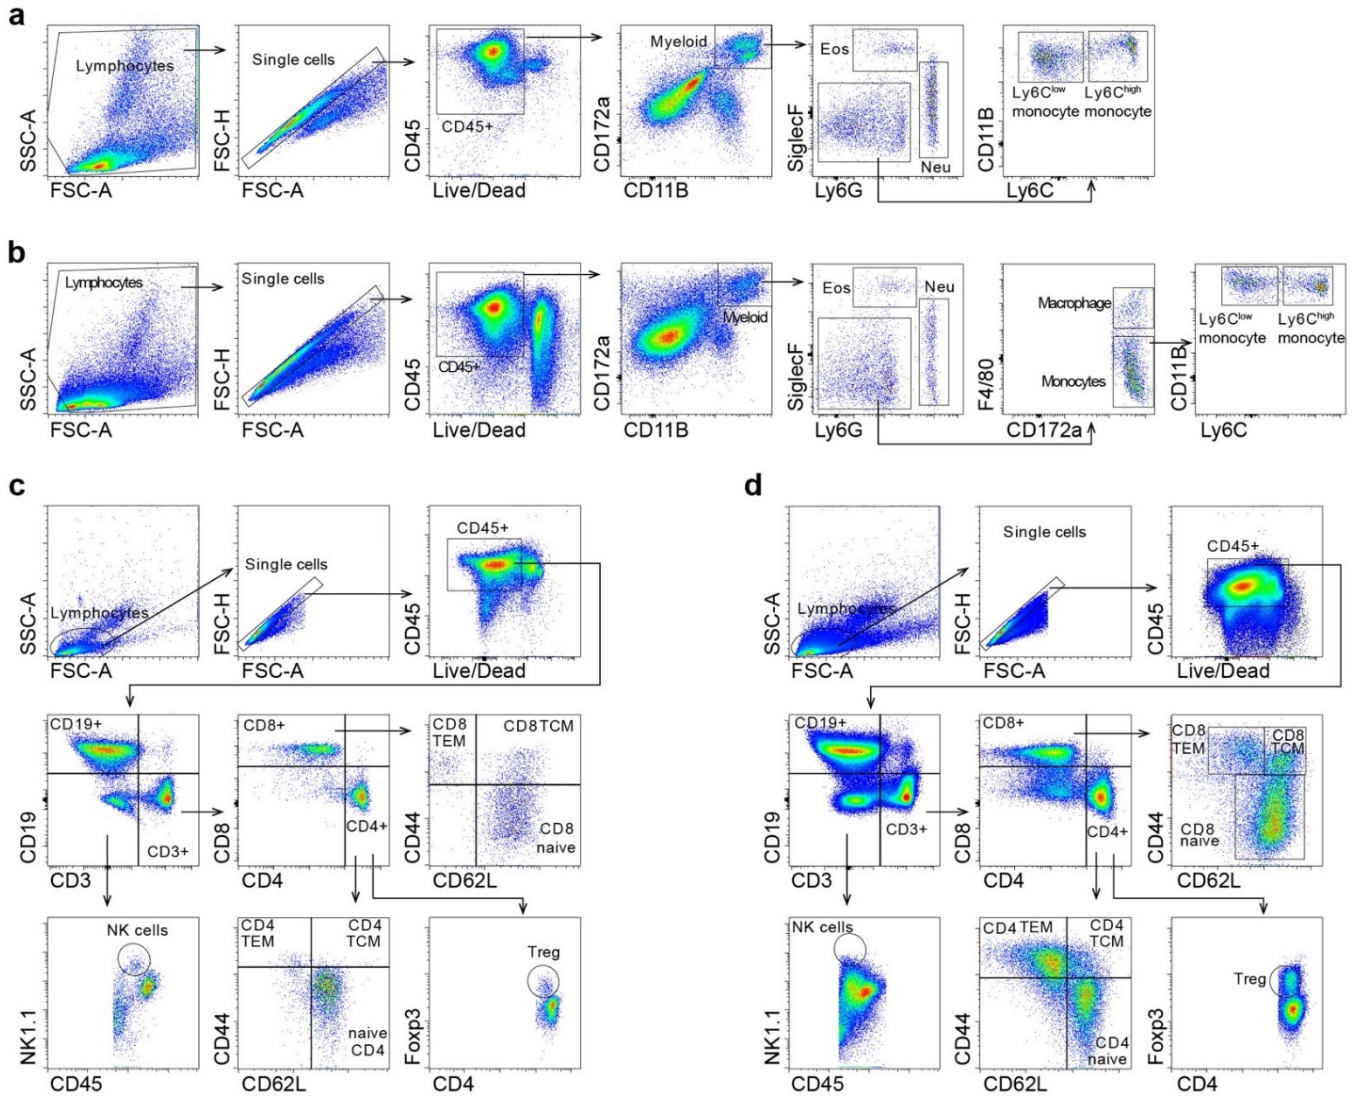 a
SSC-A
Lymphocytes
FSC-A
FSC-H
Single cells
FSC-A
CD45
CD45+
Live/Dead
CD172a
Myeloid
CD11B
SiglecF
Eos
Neu
Ly6G
CD11B
Ly6Clow
monocyte
Ly6Chigh
monocyte
Ly6C
b
SSC-A
Lymphocytes
FSC-A
FSC-H
Single cells
FSC-A
CD45
CD45+
Live/Dead
CD172a
Myeloid
CD11B
SiglecF
Eos
Neu
Ly6G
F4/80
Macrophage
Monocytes
CD172a
CD11B
Ly6Clow
monocyte
Ly6Chigh
monocyte
Ly6C
c
SSC-A
Lymphocytes
FSC-A
FSC-H
Single cells
FSC-A
CD45
CD45+
Live/Dead
CD19
CD19+
CD3+
CD3
CD8
CD8+
CD4+
CD4
CD44
CD8
TEM
CD8TCM
CD8
naive
CD62L
NK1.1
NK cells
CD45
CD44
CD4
TEM
CD4
TCM
naive
CD4
CD62L
Foxp3
Treg
CD4
d
SSC-A
Lymphocytes
FSC-A
FSC-H
Single cells
FSC-A
CD45
CD45+
Live/Dead
CD19
CD19+
CD3+
CD3
CD8
CD8+
CD4+
CD4
CD44
CD8
TEM
CD8
TCM
CD8
naive
CD62L
NK1.1
NK cells
CD45
CD44
CD4 TEM
CD4
TCM
CD4
naive
CD62L
Foxp3
Treg
CD4